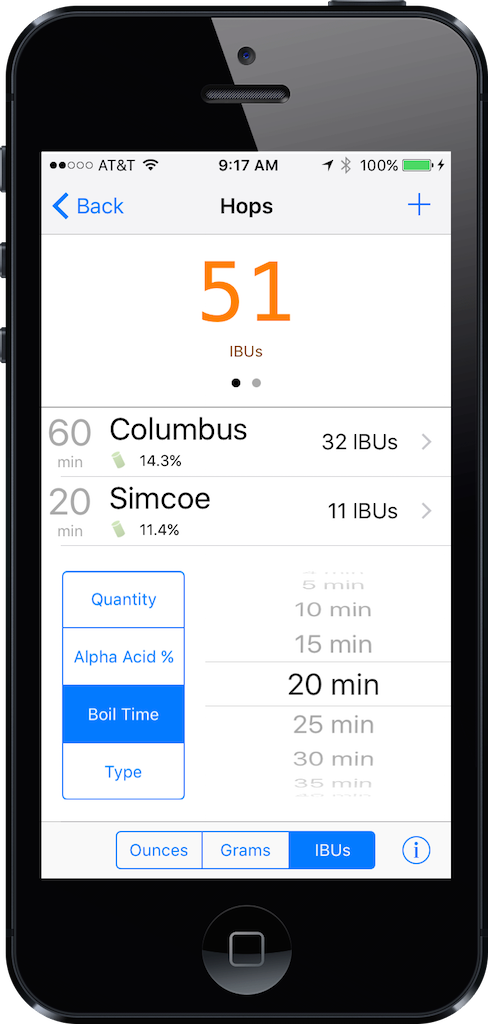 AT&T 9:17 AM 100%
Back Hops +
51
IBUs
60 min Columbus 14.3% 32 IBUs
20 min Simcoe 11.4% 11 IBUs
Quantity
Alpha Acid %
Boil Time
Type
5 min
10 min
15 min
20 min
25 min
30 min
35 min
Ounces Grams IBUs i